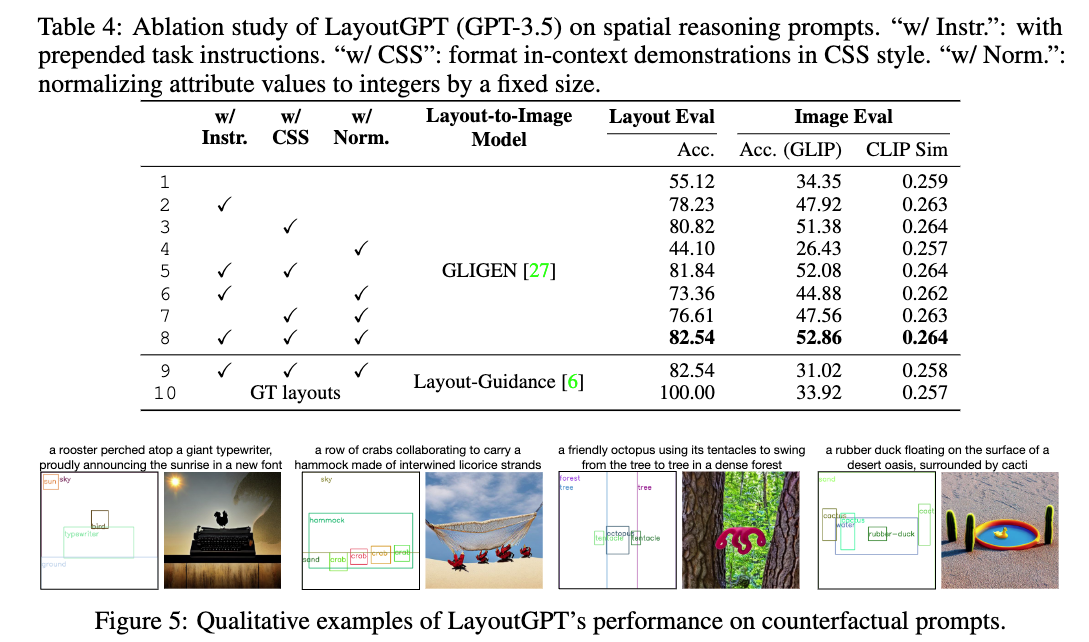 Table 4: Ablation study of LayoutGPT (GPT-3.5) on spatial reasoning prompts. “w/ Instr.”: with
prepended task instructions. “w/ CSS”: format in-context demonstrations in CSS style. “w/ Norm.”:
normalizing attribute values to integers by a fixed size.
w/ Instr. w/ CSS w/ Norm. Layout-to-Image Model Layout Eval Image Eval
Acc. Acc. (GLIP) CLIP Sim
1 55.12 34.35 0.259
2 ✓ 78.23 47.92 0.263
3 ✓ 80.82 51.38 0.264
4 ✓ 44.10 26.43 0.257
5 ✓ ✓ GLIGEN [27] 81.84 52.08 0.264
6 ✓ ✓ 73.36 44.88 0.262
7 ✓ ✓ 76.61 47.56 0.263
8 ✓ ✓ ✓ 82.54 52.86 0.264
9 ✓ ✓ ✓ Layout-Guidance [6] 82.54 31.02 0.258
10 GT layouts 100.00 33.92 0.257
a rooster perched atop a giant typewriter,
proudly announcing the sunrise in a new font
sun sky
bird
typewriter
ground
a row of crabs collaborating to carry a
hammock made of interwined licorice strands
sky
hammock
sand crab crab crab crab
a friendly octopus using its tentacles to swing
from the tree to tree in a dense forest
forest
tree tree
tentacle octopus tentacle
a rubber duck floating on the surface of a
desert oasis, surrounded by cacti
sand
cactus cactus cact
water
rubber-duck
Figure 5: Qualitative examples of LayoutGPT’s performance on counterfactual prompts.